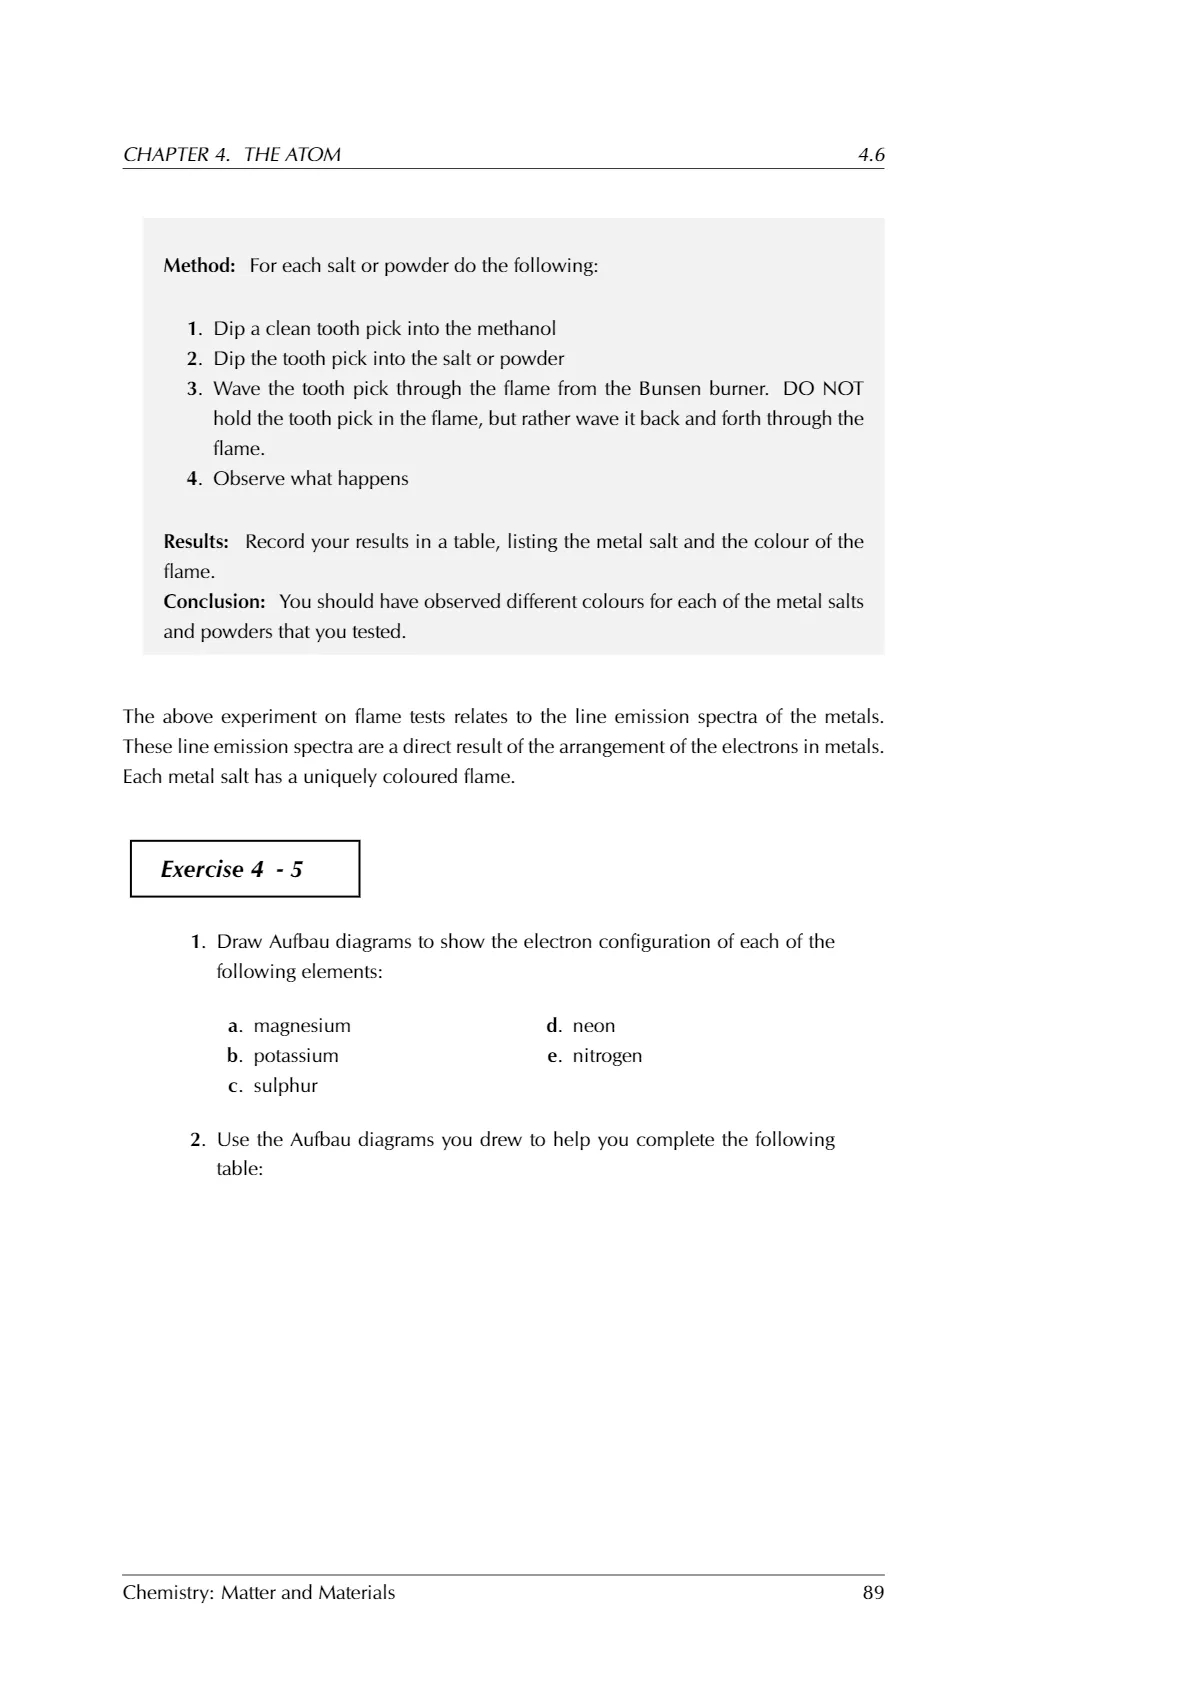 CHAPTER 4. THE ATOM 4.6
Method: For each salt or powder do the following:
1. Dip a clean tooth pick into the methanol
2. Dip the tooth pick into the salt or powder
3. Wave the tooth pick through the flame from the Bunsen burner. DO NOT
hold the tooth pick in the flame, but rather wave it back and forth through the
flame.
4. Observe what happens
Results: Record your results in a table, listing the metal salt and the colour of the
flame.
Conclusion: You should have observed different colours for each of the metal salts
and powders that you tested.
The above experiment on flame tests relates to the line emission spectra of the metals.
These line emission spectra are a direct result of the arrangement of the electrons in metals.
Each metal salt has a uniquely coloured flame.
Exercise 4 - 5
1. Draw Aufbau diagrams to show the electron configuration of each of the
following elements:
a. magnesium
b. potassium
c. sulphur
d. neon
e. nitrogen
2. Use the Aufbau diagrams you drew to help you complete the following
table:
Chemistry: Matter and Materials 89